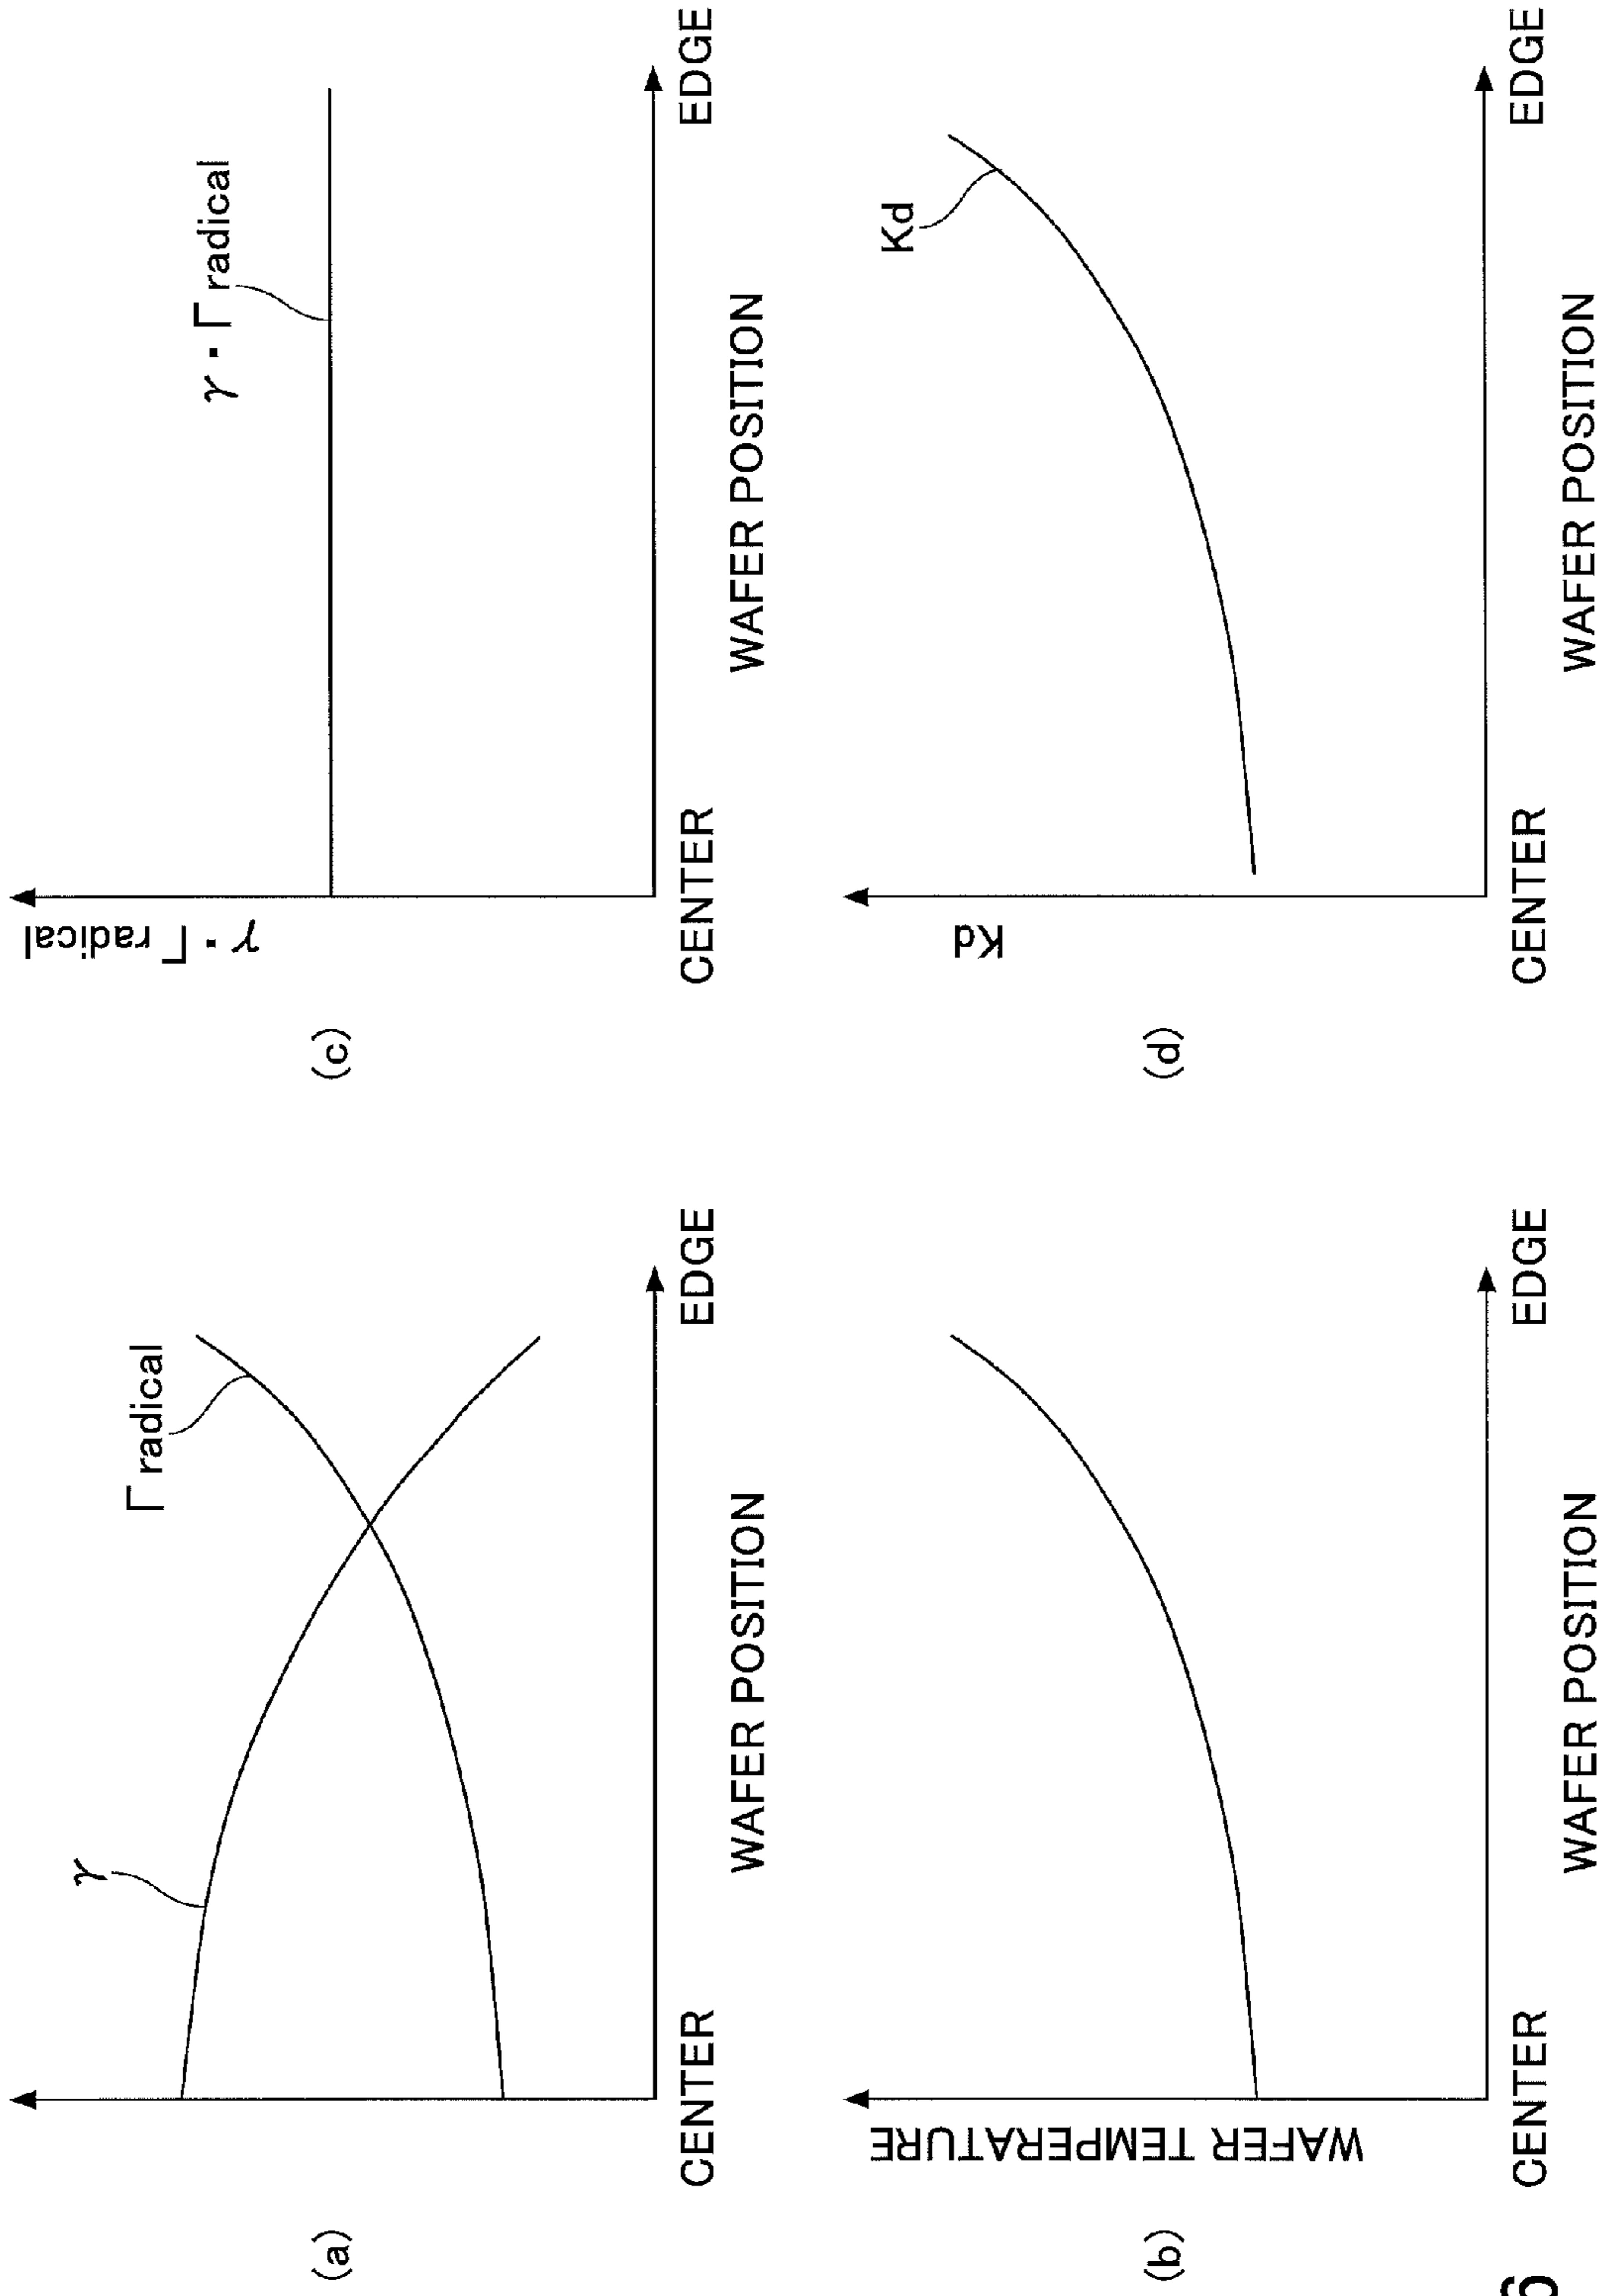 (a)
γ
Γ radical
CENTER
WAFER POSITION
EDGE
(b)
WAFER TEMPERATURE
CENTER
WAFER POSITION
EDGE
(c)
γ・Γ radical
γ・Γ radical
CENTER
WAFER POSITION
EDGE
(d)
Kd
Kd
CENTER
WAFER POSITION
EDGE